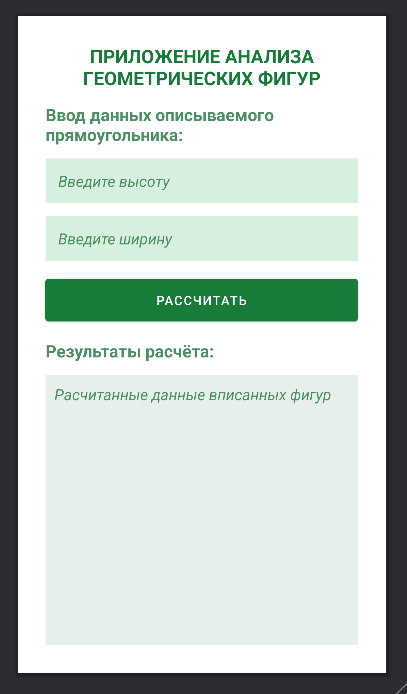 ПРИЛОЖЕНИЕ АНАЛИЗА
ГЕОМЕТРИЧЕСКИХ ФИГУР
Ввод данных описываемого
прямоугольника:
Введите высоту
Введите ширину
РАССЧИТАТЬ
Результаты расчёта:
Расчитанные данные вписанных фигур